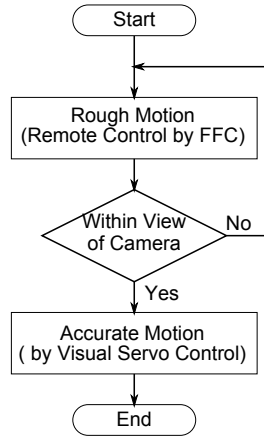 Start
Rough Motion
(Remote Control by FFC)
Within View
of Camera
No
Yes
Accurate Motion
( by Visual Servo Control)
End